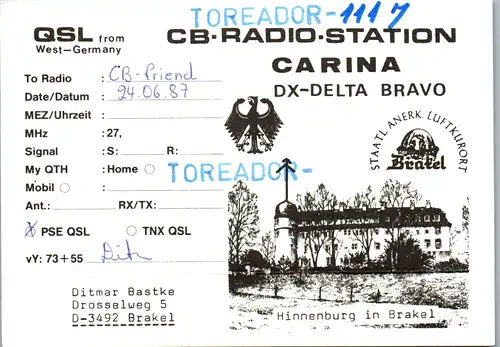 TOREADOR-1117
QSL from West-Germany
CB-RADIO-STATION
CARINA
DX-DELTA BRAVO
To Radio : CB-Friend
Date/Datum : 24.06.87
MEZ/Uhrzeit :
MHz : 27,
Signal : S: R:
My QTH : Home
Mobil :
Ant.: RX/TX:
x PSE QSL TNX QSL
vY: 73+55
TOREADOR-
STAATL. ANERK. LUFTKURORT
Brakel
Ditmar Bastke
Drosselweg 5
D-3492 Brakel
Hinnenburg in Brakel